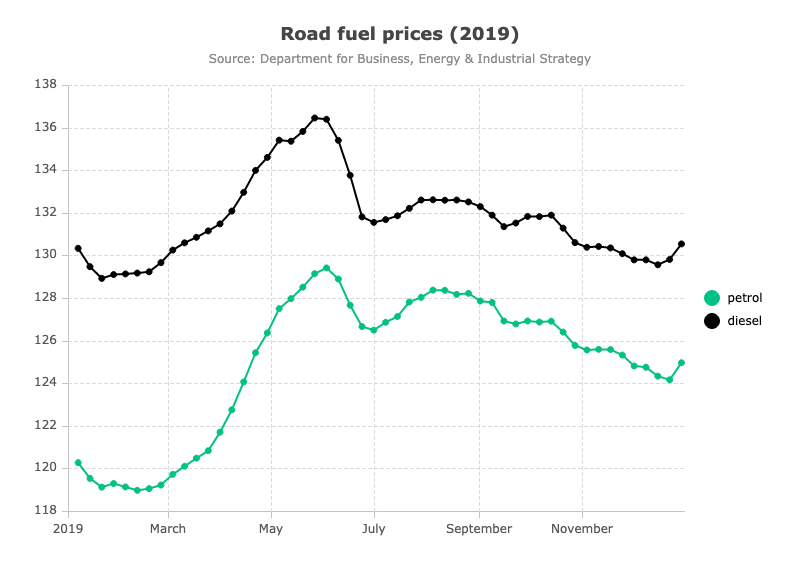 Road fuel prices (2019)
Source: Department for Business, Energy & Industrial Strategy
138
136
134
132
130
128
126
124
122
120
118
2019 March May July September November
petrol
diesel